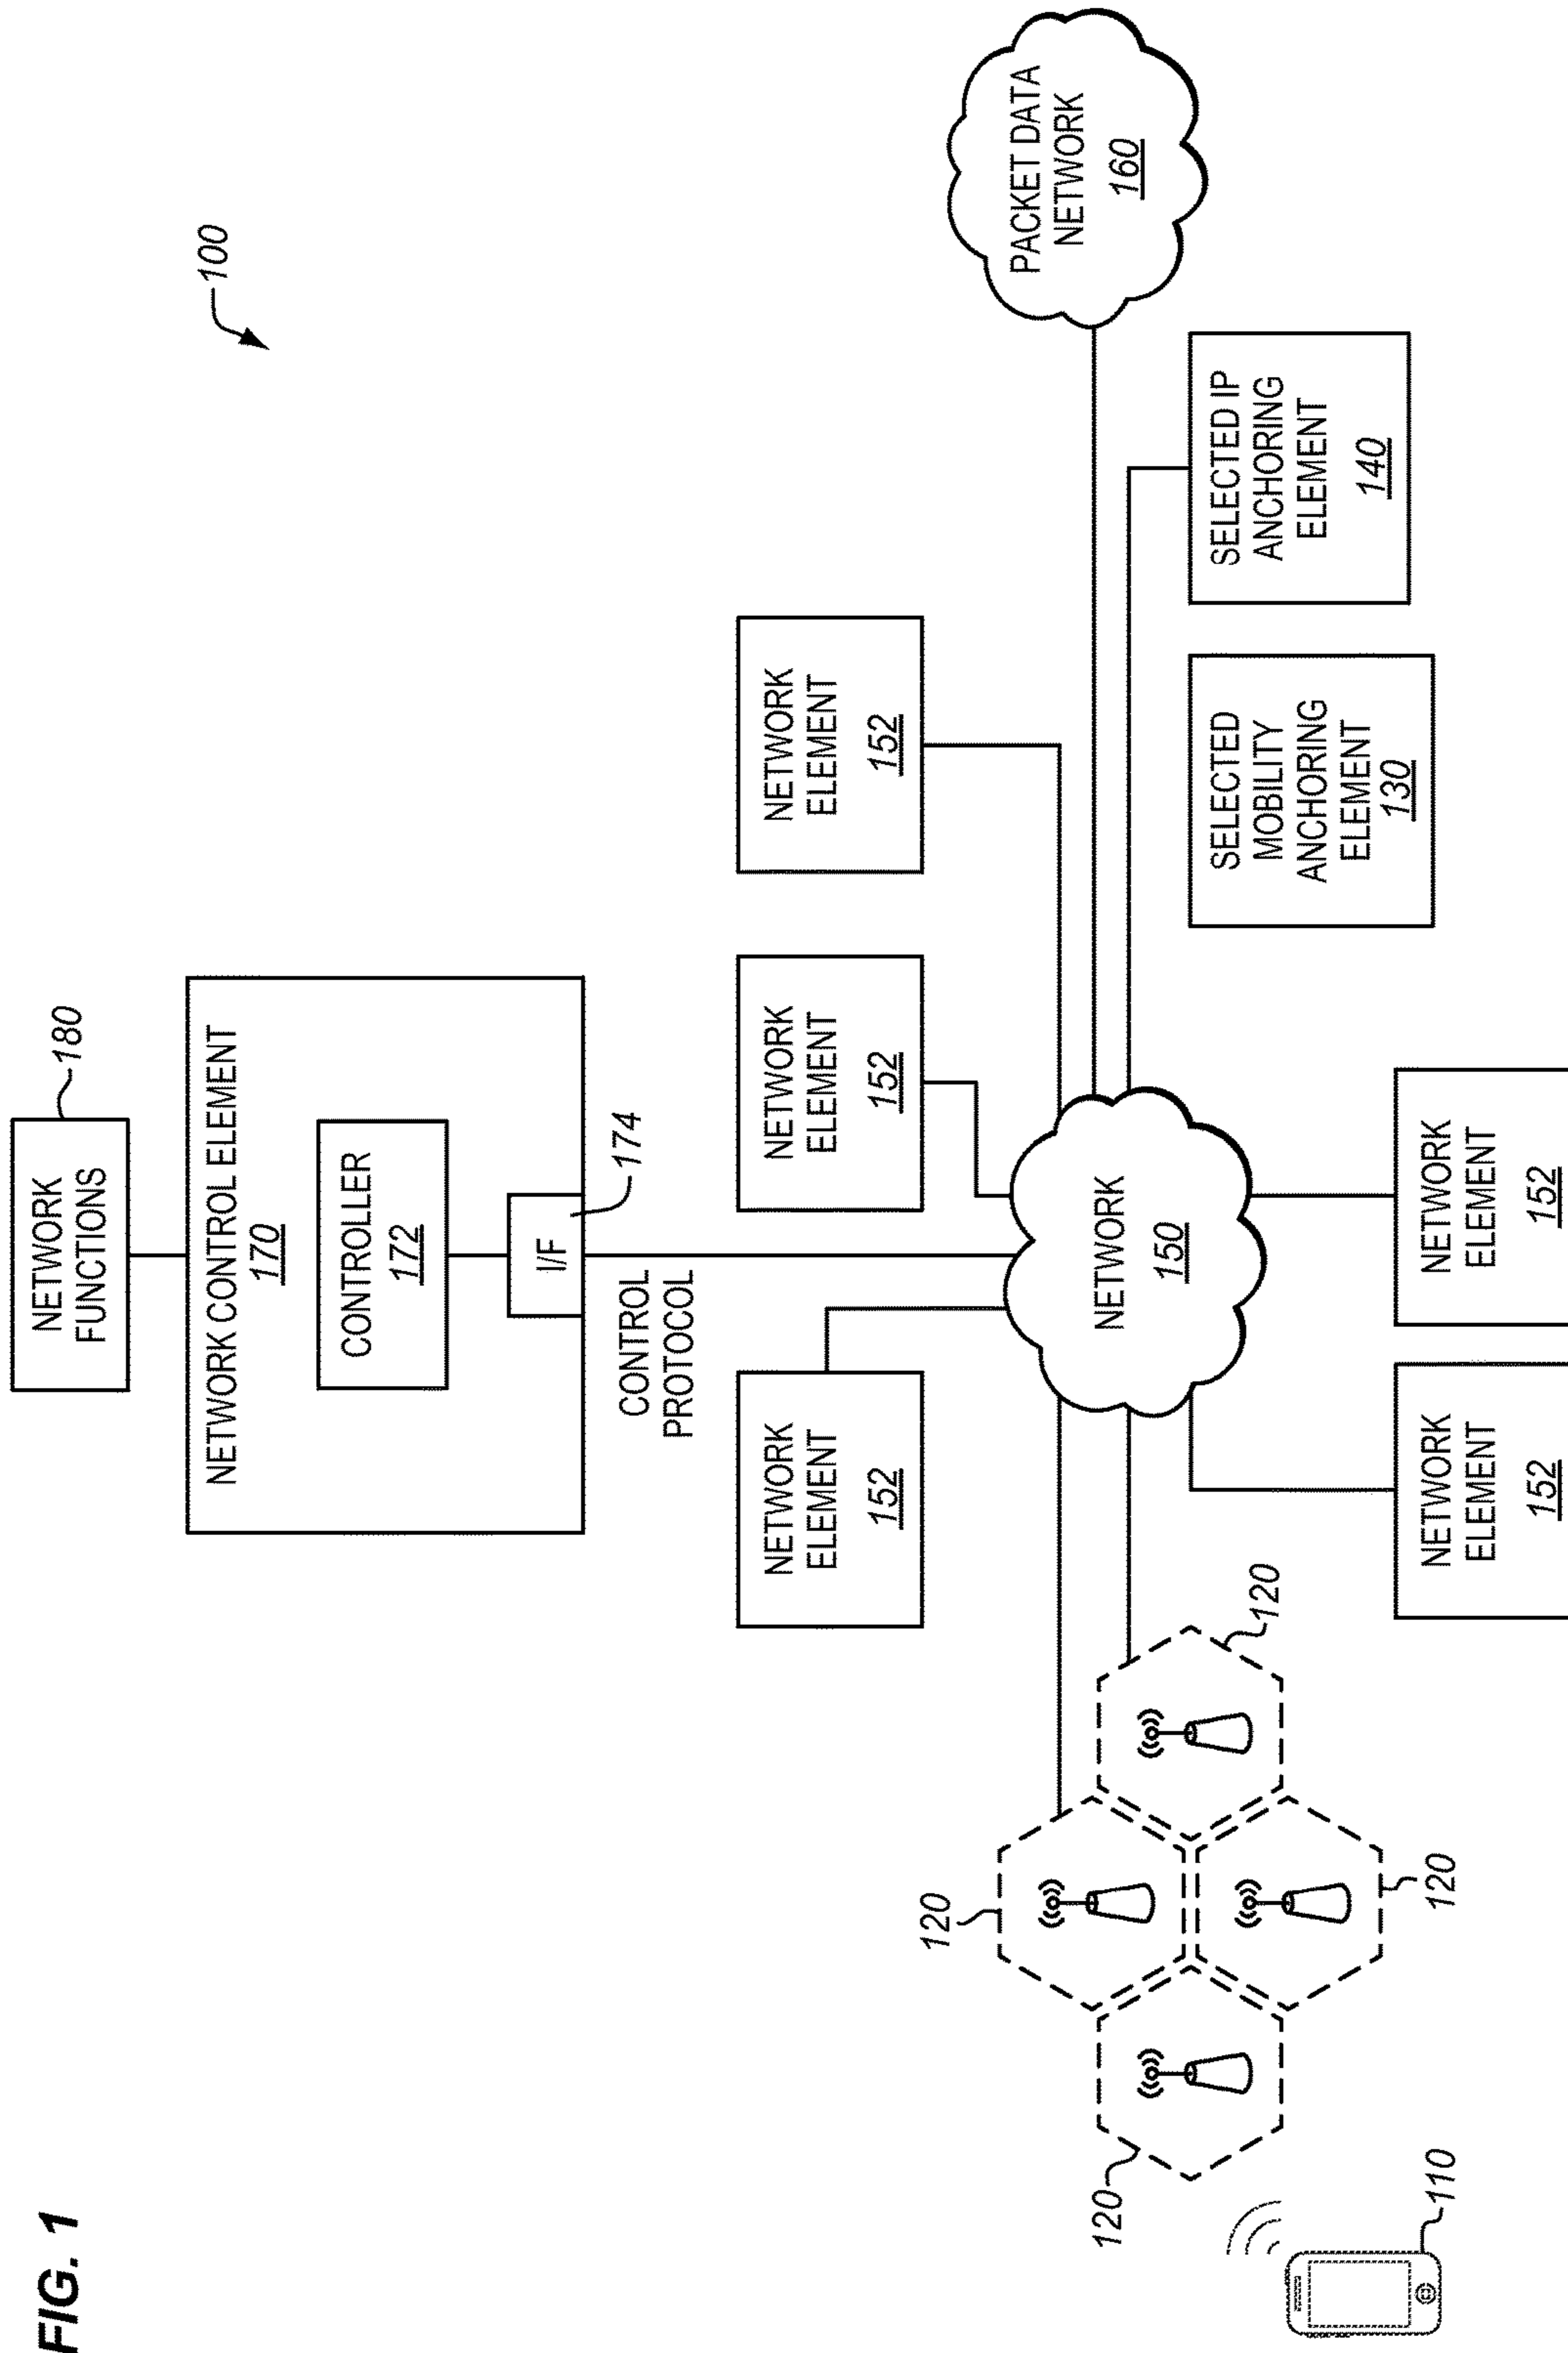 FIG. 1
100
NETWORK
FUNCTIONS
180
NETWORK CONTROL ELEMENT
170
CONTROLLER
172
I/F
174
CONTROL
PROTOCOL
NETWORK
ELEMENT
152
NETWORK
ELEMENT
152
NETWORK
ELEMENT
152
NETWORK
150
PACKET DATA
NETWORK
160
120
120
120
120
110
NETWORK
ELEMENT
152
NETWORK
ELEMENT
152
SELECTED
MOBILITY
ANCHORING
ELEMENT
130
SELECTED IP
ANCHORING
ELEMENT
140